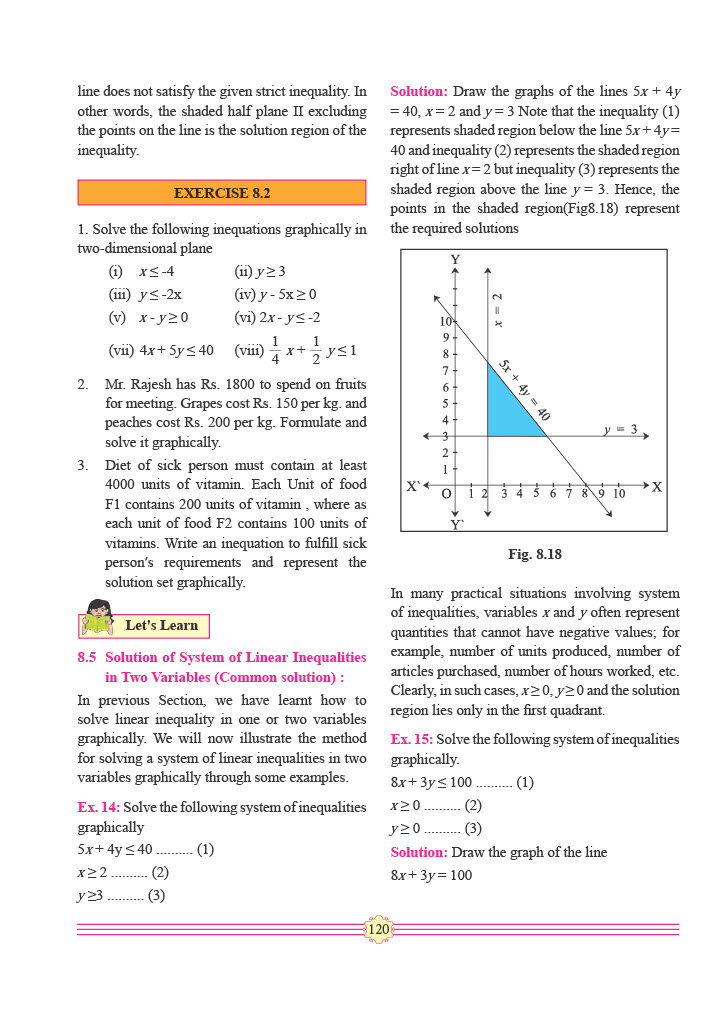 line does not satisfy the given strict inequality. In
other words, the shaded half plane II excluding
the points on the line is the solution region of the
inequality.
EXERCISE 8.2
1. Solve the following inequations graphically in
two-dimensional plane
(i) x ≤ -4 (ii) y ≥ 3
(iii) y ≤ -2x (iv) y - 5x ≥ 0
(v) x - y ≥ 0 (vi) 2x - y ≤ -2
(vii) 4x + 5y ≤ 40 (viii) 1/4 x + 1/2 y ≤ 1
2. Mr. Rajesh has Rs. 1800 to spend on fruits
for meeting. Grapes cost Rs. 150 per kg. and
peaches cost Rs. 200 per kg. Formulate and
solve it graphically.
3. Diet of sick person must contain at least
4000 units of vitamin. Each Unit of food
F1 contains 200 units of vitamin , where as
each unit of food F2 contains 100 units of
vitamins. Write an inequation to fulfill sick
person's requirements and represent the
solution set graphically.
Let's Learn
8.5 Solution of System of Linear Inequalities
in Two Variables (Common solution) :
In previous Section, we have learnt how to
solve linear inequality in one or two variables
graphically. We will now illustrate the method
for solving a system of linear inequalities in two
variables graphically through some examples.
Ex. 14: Solve the following system of inequalities
graphically
5x + 4y ≤ 40 .......... (1)
x ≥ 2 .......... (2)
y ≥3 .......... (3)
Solution: Draw the graphs of the lines 5x + 4y
= 40, x = 2 and y = 3 Note that the inequality (1)
represents shaded region below the line 5x + 4y =
40 and inequality (2) represents the shaded region
right of line x = 2 but inequality (3) represents the
shaded region above the line y = 3. Hence, the
points in the shaded region(Fig8.18) represent
the required solutions
Y
x = 2
10
9
8
7
5x + 4y = 40
6
5
4
y = 3
3
2
1
X` O 1 2 3 4 5 6 7 8 9 10 X
Y`
Fig. 8.18
In many practical situations involving system
of inequalities, variables x and y often represent
quantities that cannot have negative values; for
example, number of units produced, number of
articles purchased, number of hours worked, etc.
Clearly, in such cases, x ≥ 0, y ≥ 0 and the solution
region lies only in the first quadrant.
Ex. 15: Solve the following system of inequalities
graphically.
8x + 3y ≤ 100 .......... (1)
x ≥ 0 .......... (2)
y ≥ 0 .......... (3)
Solution: Draw the graph of the line
8x + 3y = 100
120